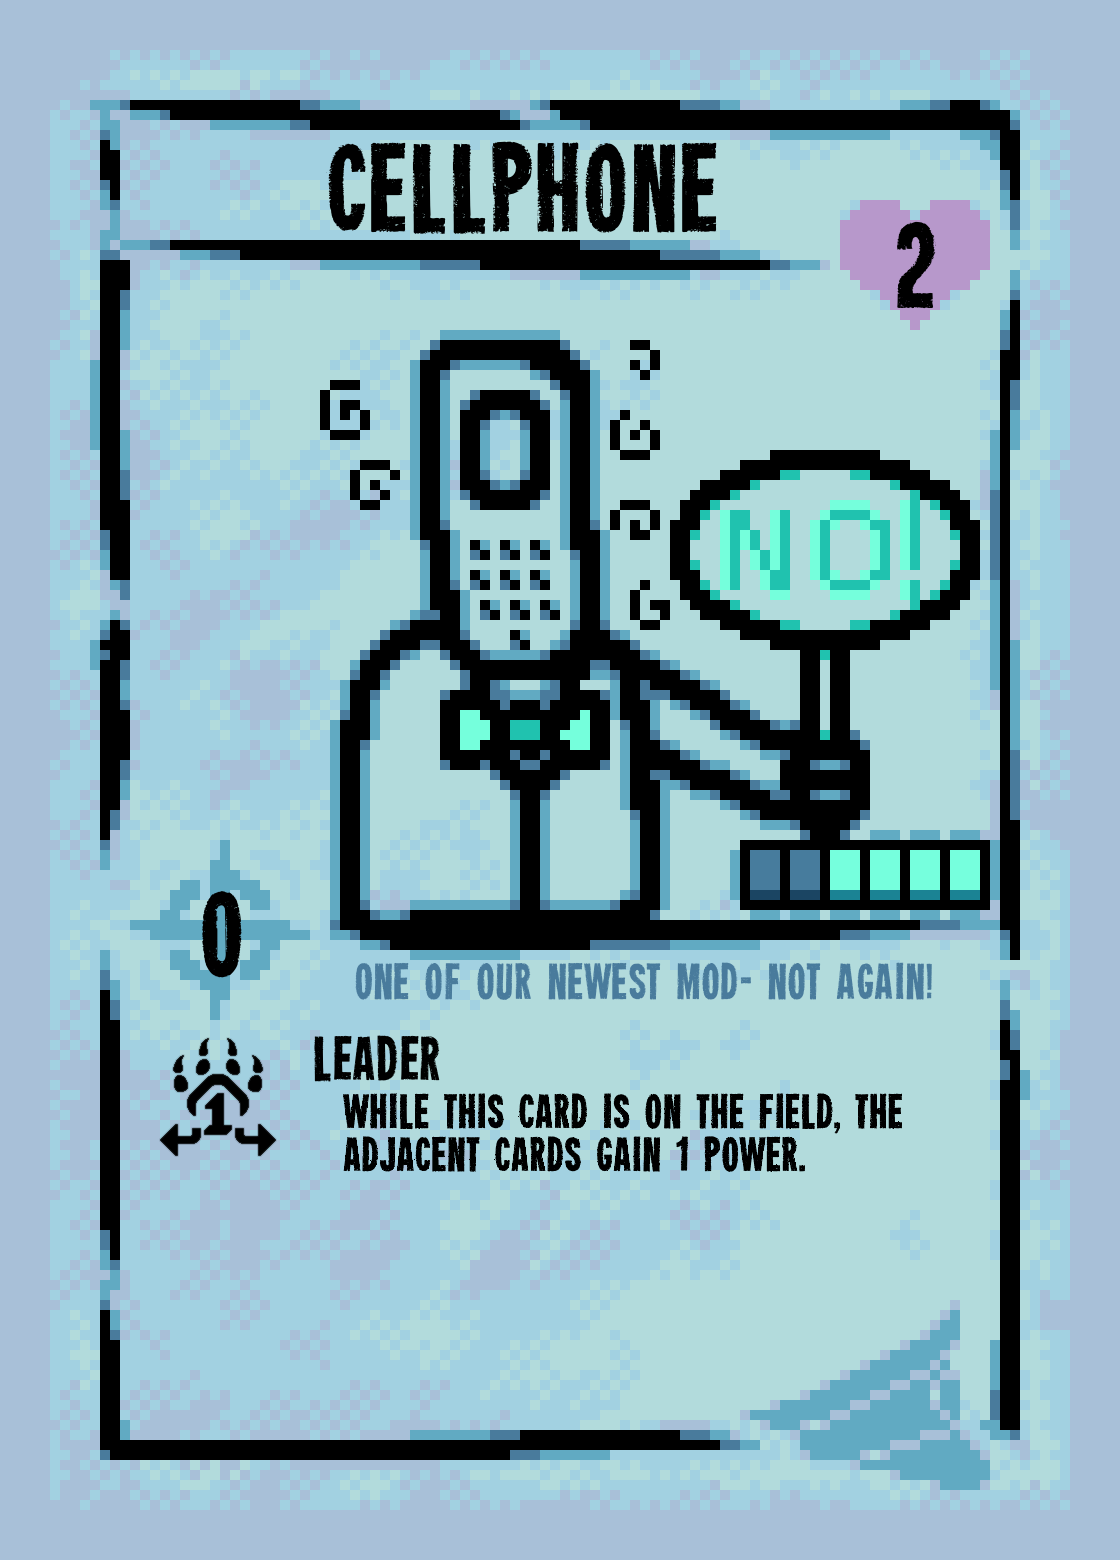 CELLPHONE
2
NO!
0
ONE OF OUR NEWEST MOD- NOT AGAIN!
LEADER
1
WHILE THIS CARD IS ON THE FIELD, THE
ADJACENT CARDS GAIN 1 POWER.